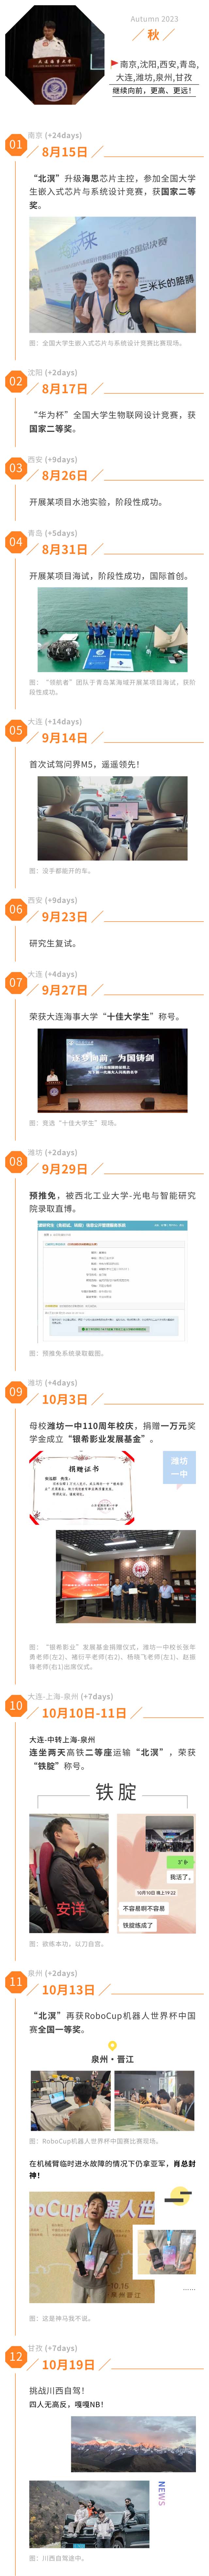 Autumn 2023
秋
南京,沈阳,西安,青岛,
大连,潍坊,泉州,甘孜
继续向前，更高、更远！
01
南京 (+24days)
8月15日
“北溟”升级海思芯片主控，参加全国大学
生嵌入式芯片与系统设计竞赛，获国家二等
奖。
三米长的胳膊
图：全国大学生嵌入式芯片与系统设计竞赛比赛现场。
02
沈阳 (+2days)
8月17日
“华为杯”全国大学生物联网设计竞赛，获
国家二等奖。
03
西安 (+9days)
8月26日
开展某项目水池实验，阶段性成功。
04
青岛 (+5days)
8月31日
开展某项目海试，阶段性成功，国际首创。
图：“领航者”团队于青岛某海域开展某项目海试，获阶
段性成功。
05
大连 (+14days)
9月14日
首次试驾问界M5，遥遥领先！
图：没手都能开的车。
06
西安 (+9days)
9月23日
研究生复试。
07
大连 (+4days)
9月27日
荣获大连海事大学“十佳大学生”称号。
逐梦向前，为国铸剑
图：竞选“十佳大学生”现场。
08
潍坊 (+2days)
9月29日
预推免，被西北工业大学-光电与智能研究
院录取直博。
图：预推免系统录取截图。
09
潍坊 (+4days)
10月3日
母校潍坊一中110周年校庆，捐赠一万元奖
学金成立“银希影业发展基金”。
捐赠证书
潍坊
一中
图：“银希影业”发展基金捐赠仪式，潍坊一中校长张年
勇老师(左2)、褚衍平老师(右2)、杨晓飞老师(左1)、赵振
锋老师(右1)出席仪式。
10
大连-上海-泉州 (+7days)
10月10日-11日
大连-中转上海-泉州
连坐两天高铁二等座运输“北溟”，荣获
“铁腚”称号。
铁腚
安详
我活了。
10月10日 晚上19:22
不容易啊不容易
铁腚练成了
图：欲练本功，以刀自宫。
11
泉州 (+2days)
10月13日
“北溟”再获RoboCup机器人世界杯中国
赛全国一等奖。
泉州·晋江
图：RoboCup机器人世界杯中国赛比赛现场。
在机械臂临时进水故障的情况下仍拿亚军，肖总封
神！
图：这是神马我不说。
12
甘孜 (+7days)
10月19日
挑战川西自驾！
四人无高反，嘎嘎NB！
NEWS
图：川西自驾途中。